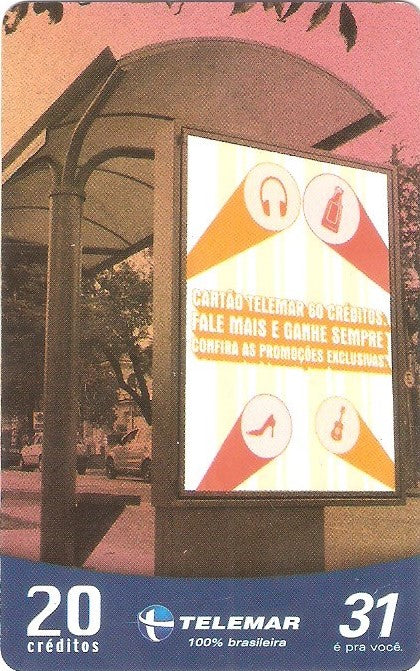 CARTÃO TELEMAR 60 CRÉDITOS.
FALE MAIS E GANHE SEMPRE
CONFIRA AS PROMOÇÕES EXCLUSIVAS.
20
créditos
TELEMAR
100% brasileira
31
é pra você.